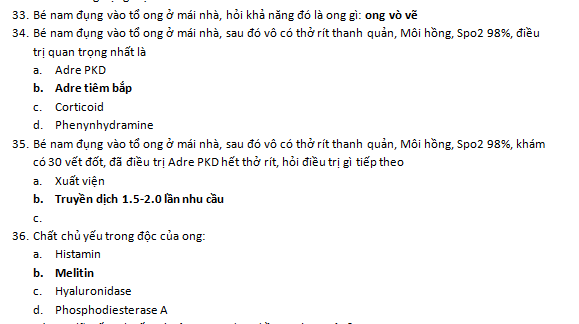 33. Bé nam đụng vào tổ ong ở mái nhà, hỏi khả năng đó là ong gì: ong vò vẽ
34. Bé nam đụng vào tổ ong ở mái nhà, sau đó vô có thở rít thanh quản, Môi hồng, Spo2 98%, điều
trị quan trọng nhất là
a. Adre PKD
b. Adre tiêm bắp
c. Corticoid
d. Phenynhydramine
35. Bé nam đụng vào tổ ong ở mái nhà, sau đó vô có thở rít thanh quản, Môi hồng, Spo2 98%, khám
có 30 vết đốt, đã điều trị Adre PKD hết thở rít, hỏi điều trị gì tiếp theo
a. Xuất viện
b. Truyền dịch 1.5-2.0 lần nhu cầu
c.
36. Chất chủ yếu trong độc của ong:
a. Histamin
b. Melitin
c. Hyaluronidase
d. Phosphodiesterase A